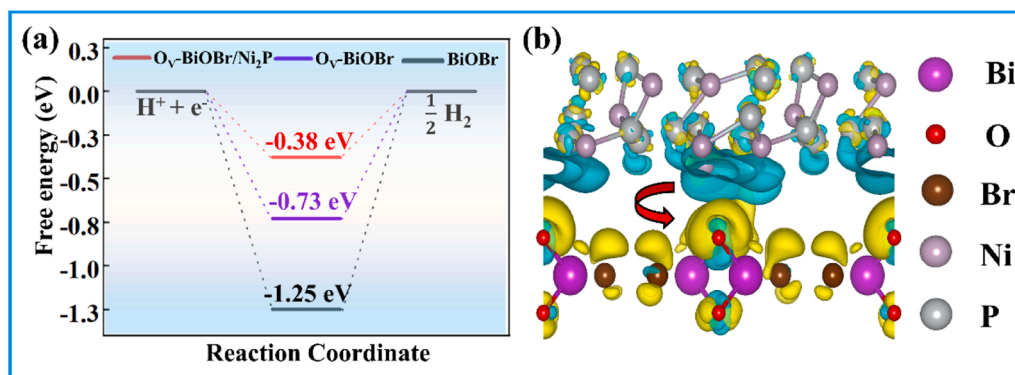 (a)
Free energy (eV)
0.3
0.0
-0.3
-0.5
-0.8
-1.0
-1.3
O_V-BiOBr/Ni₂P
O_V-BiOBr
BiOBr
H⁺ + e⁻
½ H₂
-0.38 eV
-0.73 eV
-1.25 eV
Reaction Coordinate
(b)
Bi
O
Br
Ni
P